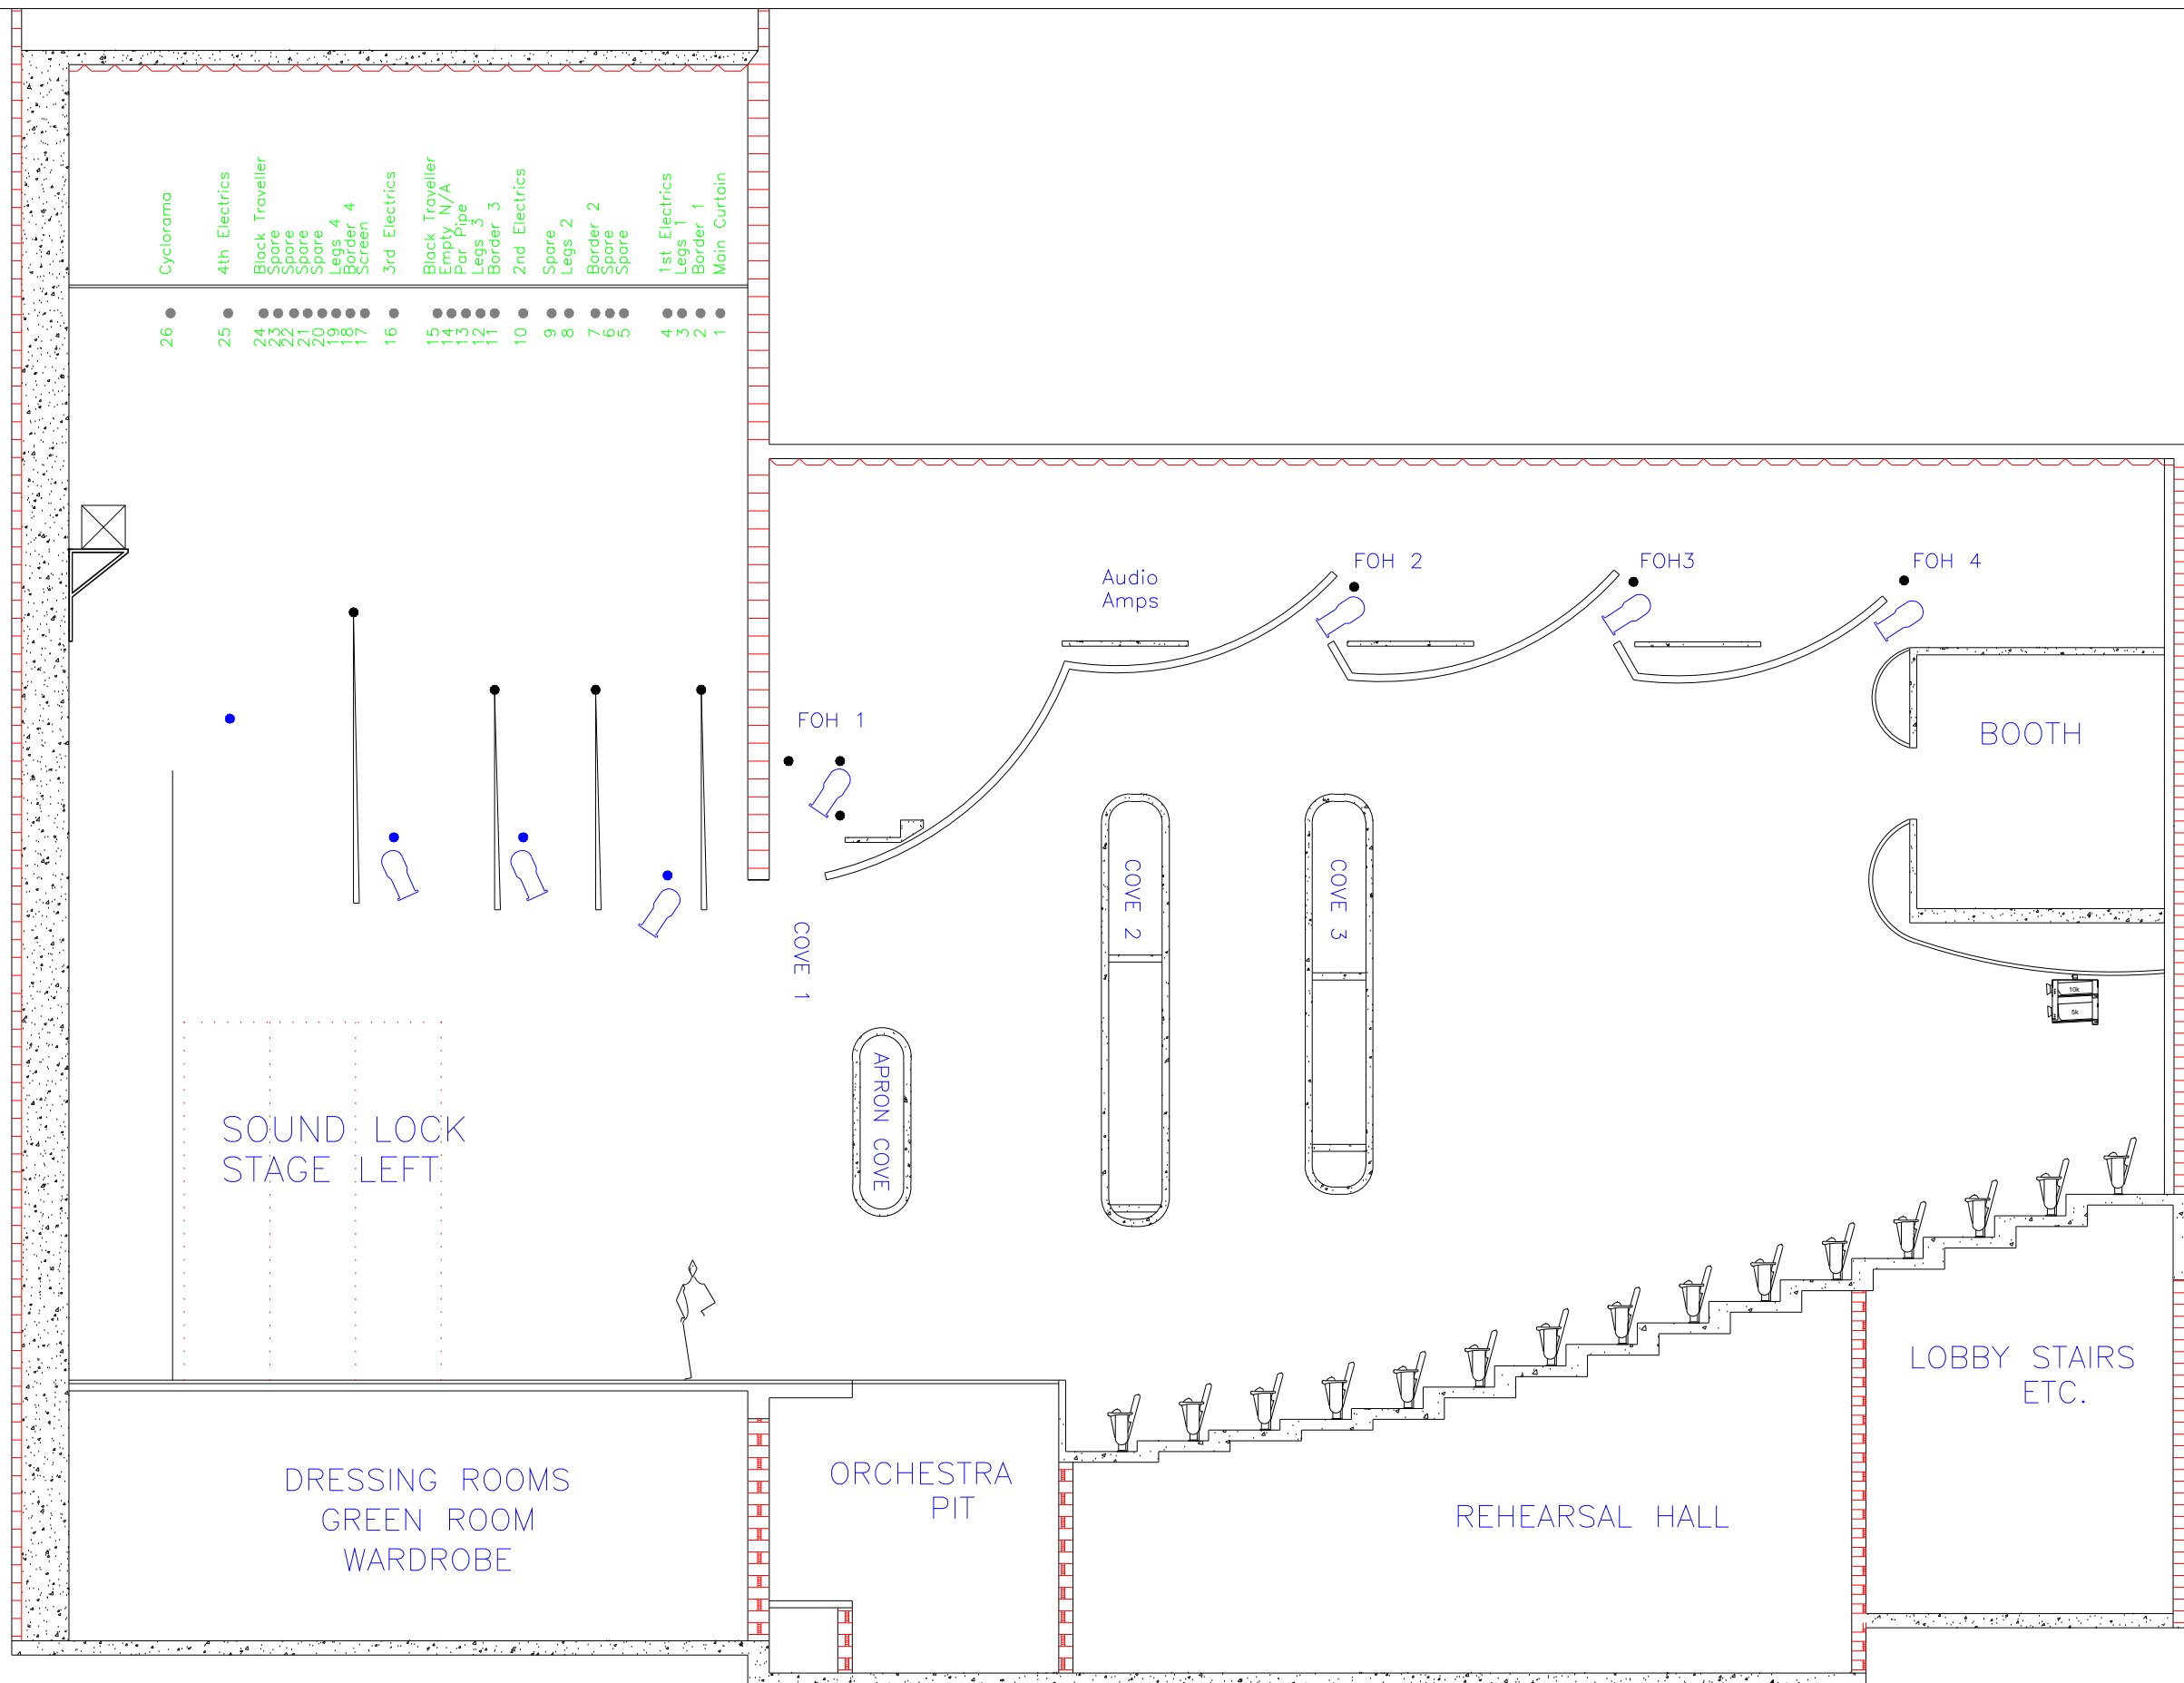 Cyclorama
4th Electrics
Black Traveller
Spare
Spare
Spare
Spare
Legs 4
Border 4
Screen
3rd Electrics
Black Traveller
Empty N/A
Par Pipe
Legs 3
Border 3
2nd Electrics
Spare
Legs 2
Border 2
Spare
Spare
1st Electrics
Legs 1
Border 1
Main Curtain
26
25
24
23
22
21
20
19
18
17
16
15
14
13
12
11
10
9
8
7
6
5
4
3
2
1
Audio
Amps
FOH 2
FOH3
FOH 4
FOH 1
BOOTH
COVE 1
COVE 2
COVE 3
APRON COVE
10k
5k
SOUND LOCK
STAGE LEFT
LOBBY STAIRS
ETC.
DRESSING ROOMS
GREEN ROOM
WARDROBE
ORCHESTRA
PIT
REHEARSAL HALL